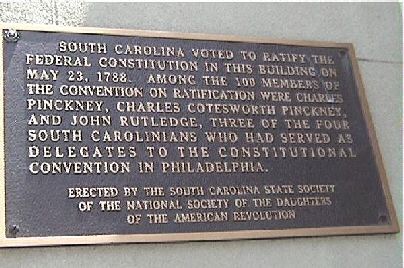 SOUTH CAROLINA VOTED TO RATIFY THE
FEDERAL CONSTITUTION IN THIS BUILDING ON
MAY 23, 1788. AMONG THE 100 MEMBERS OF
THE CONVENTION ON RATIFICATION WERE CHARLES
PINCKNEY, CHARLES COTESWORTH PINCKNEY,
AND JOHN RUTLEDGE, THREE OF THE FOUR
SOUTH CAROLINIANS WHO HAD SERVED AS
DELEGATES TO THE CONSTITUTIONAL
CONVENTION IN PHILADELPHIA.
ERECTED BY THE SOUTH CAROLINA STATE SOCIETY
OF THE NATIONAL SOCIETY OF THE DAUGHTERS
OF THE AMERICAN REVOLUTION